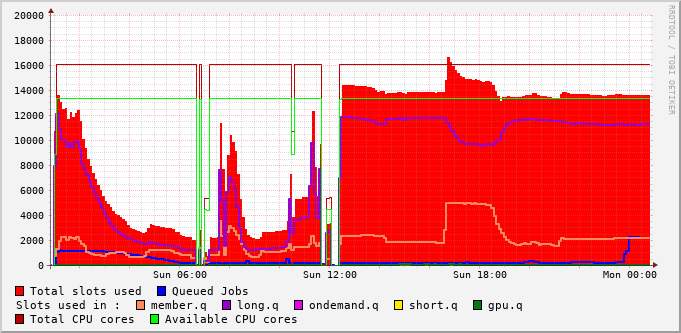 20000
18000
16000
14000
12000
10000
8000
6000
4000
2000
0
Sun 06:00 Sun 12:00 Sun 18:00 Mon 00:00
Total slots used Queued Jobs
Slots used in : member.q long.q ondemand.q short.q gpu.q
Total CPU cores Available CPU cores
RRDTOOL / TOBI OETIKER